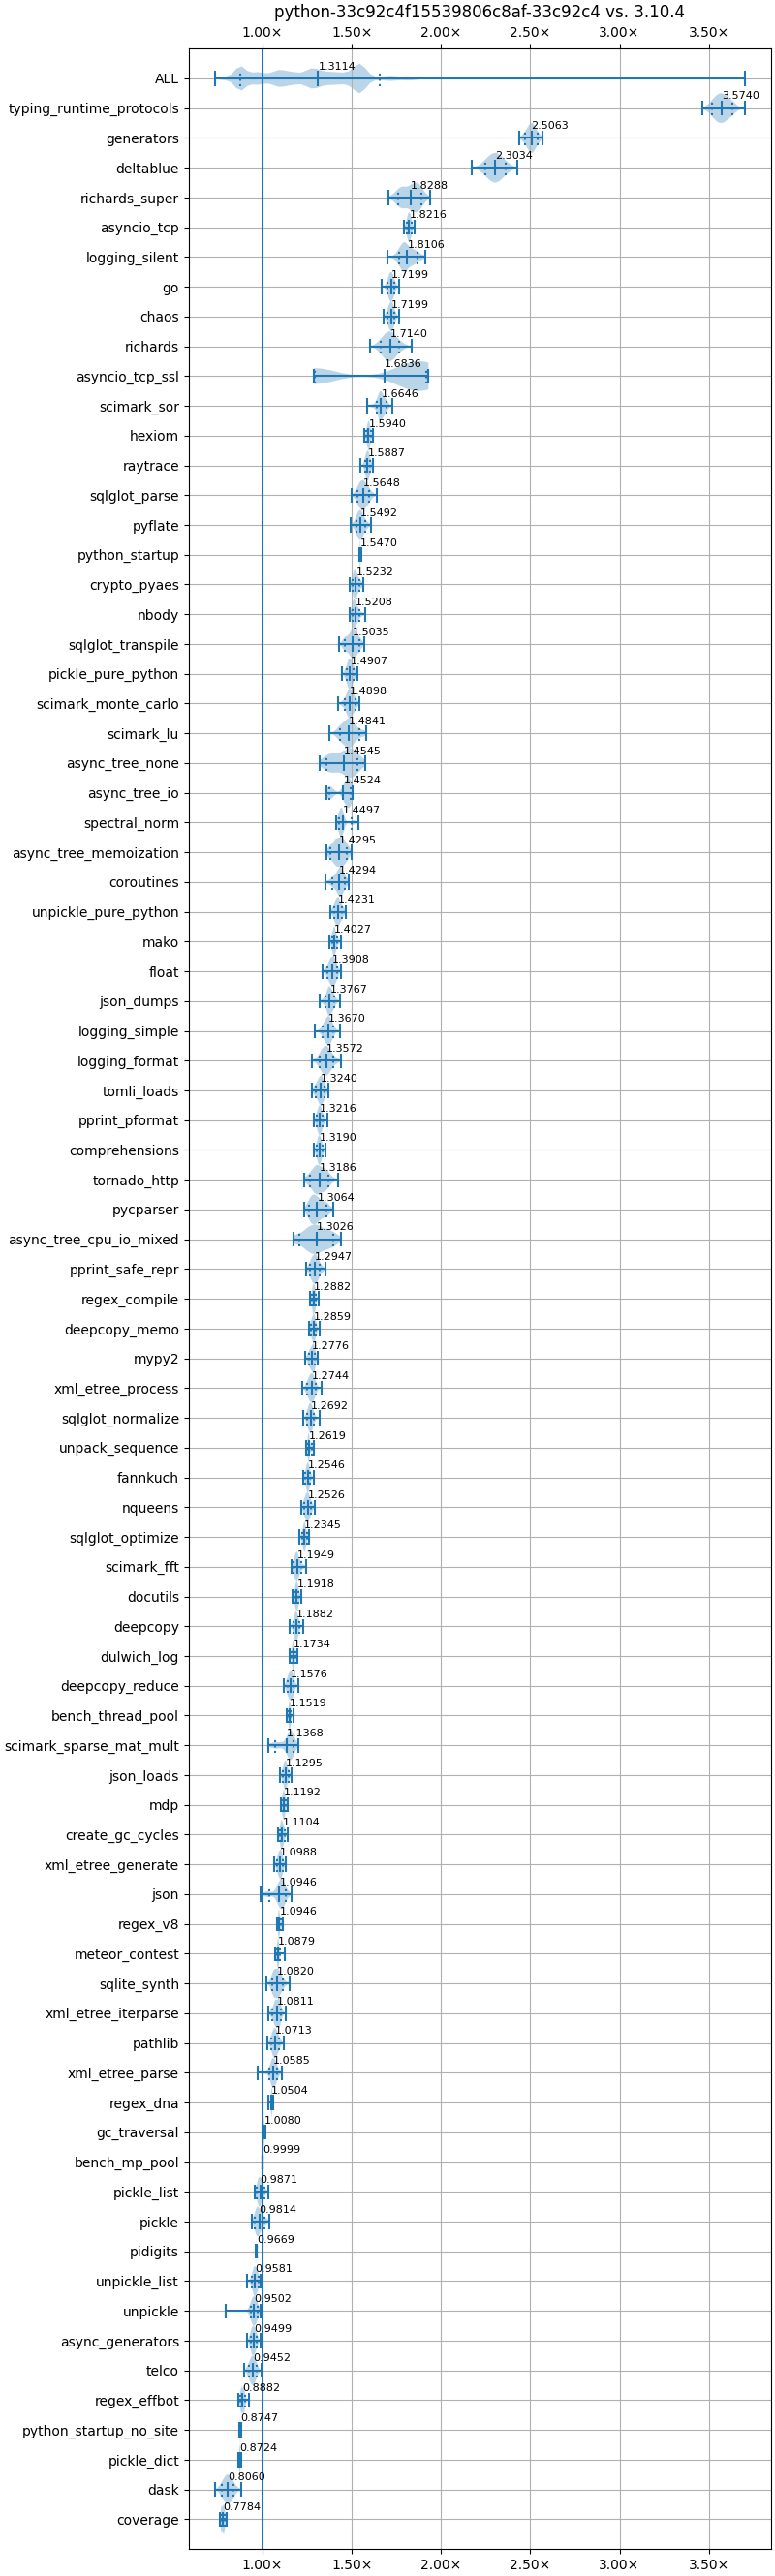 python-33c92c4f15539806c8af-33c92c4 vs. 3.10.4
1.00× 1.50× 2.00× 2.50× 3.00× 3.50×
ALL 1.3114
typing_runtime_protocols 3.5740
generators 2.5063
deltablue 2.3034
richards_super 1.8288
asyncio_tcp 1.8216
logging_silent 1.8106
go 1.7199
chaos 1.7199
richards 1.7140
asyncio_tcp_ssl 1.6836
scimark_sor 1.6646
hexiom 1.5940
raytrace 1.5887
sqlglot_parse 1.5648
pyflate 1.5492
python_startup 1.5470
crypto_pyaes 1.5232
nbody 1.5208
sqlglot_transpile 1.5035
pickle_pure_python 1.4907
scimark_monte_carlo 1.4898
scimark_lu 1.4841
async_tree_none 1.4545
async_tree_io 1.4524
spectral_norm 1.4497
async_tree_memoization 1.4295
coroutines 1.4294
unpickle_pure_python 1.4231
mako 1.4027
float 1.3908
json_dumps 1.3767
logging_simple 1.3670
logging_format 1.3572
tomli_loads 1.3240
pprint_pformat 1.3216
comprehensions 1.3190
tornado_http 1.3186
pycparser 1.3064
async_tree_cpu_io_mixed 1.3026
pprint_safe_repr 1.2947
regex_compile 1.2882
deepcopy_memo 1.2859
mypy2 1.2776
xml_etree_process 1.2744
sqlglot_normalize 1.2692
unpack_sequence 1.2619
fannkuch 1.2546
nqueens 1.2526
sqlglot_optimize 1.2345
scimark_fft 1.1949
docutils 1.1918
deepcopy 1.1882
dulwich_log 1.1734
deepcopy_reduce 1.1576
bench_thread_pool 1.1519
scimark_sparse_mat_mult 1.1368
json_loads 1.1295
mdp 1.1192
create_gc_cycles 1.1104
xml_etree_generate 1.0988
json 1.0946
regex_v8 1.0946
meteor_contest 1.0879
sqlite_synth 1.0820
xml_etree_iterparse 1.0811
pathlib 1.0713
xml_etree_parse 1.0585
regex_dna 1.0504
gc_traversal 1.0080
bench_mp_pool 0.9999
pickle_list 0.9871
pickle 0.9814
pidigits 0.9669
unpickle_list 0.9581
unpickle 0.9502
async_generators 0.9499
telco 0.9452
regex_effbot 0.8882
python_startup_no_site 0.8747
pickle_dict 0.8724
dask 0.8060
coverage 0.7784
1.00× 1.50× 2.00× 2.50× 3.00× 3.50×